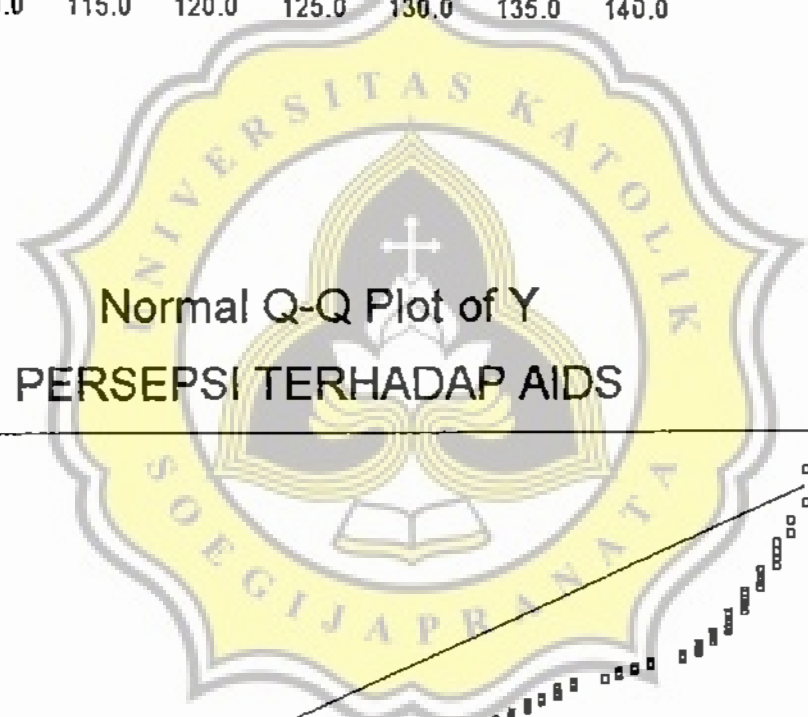 115.0 120.0 125.0 130.0 135.0 140.0
UNIVERSITAS KATOLIK
Normal Q-Q Plot of Y
PERSEPSI TERHADAP AIDS
SOEGIJAPRANATA